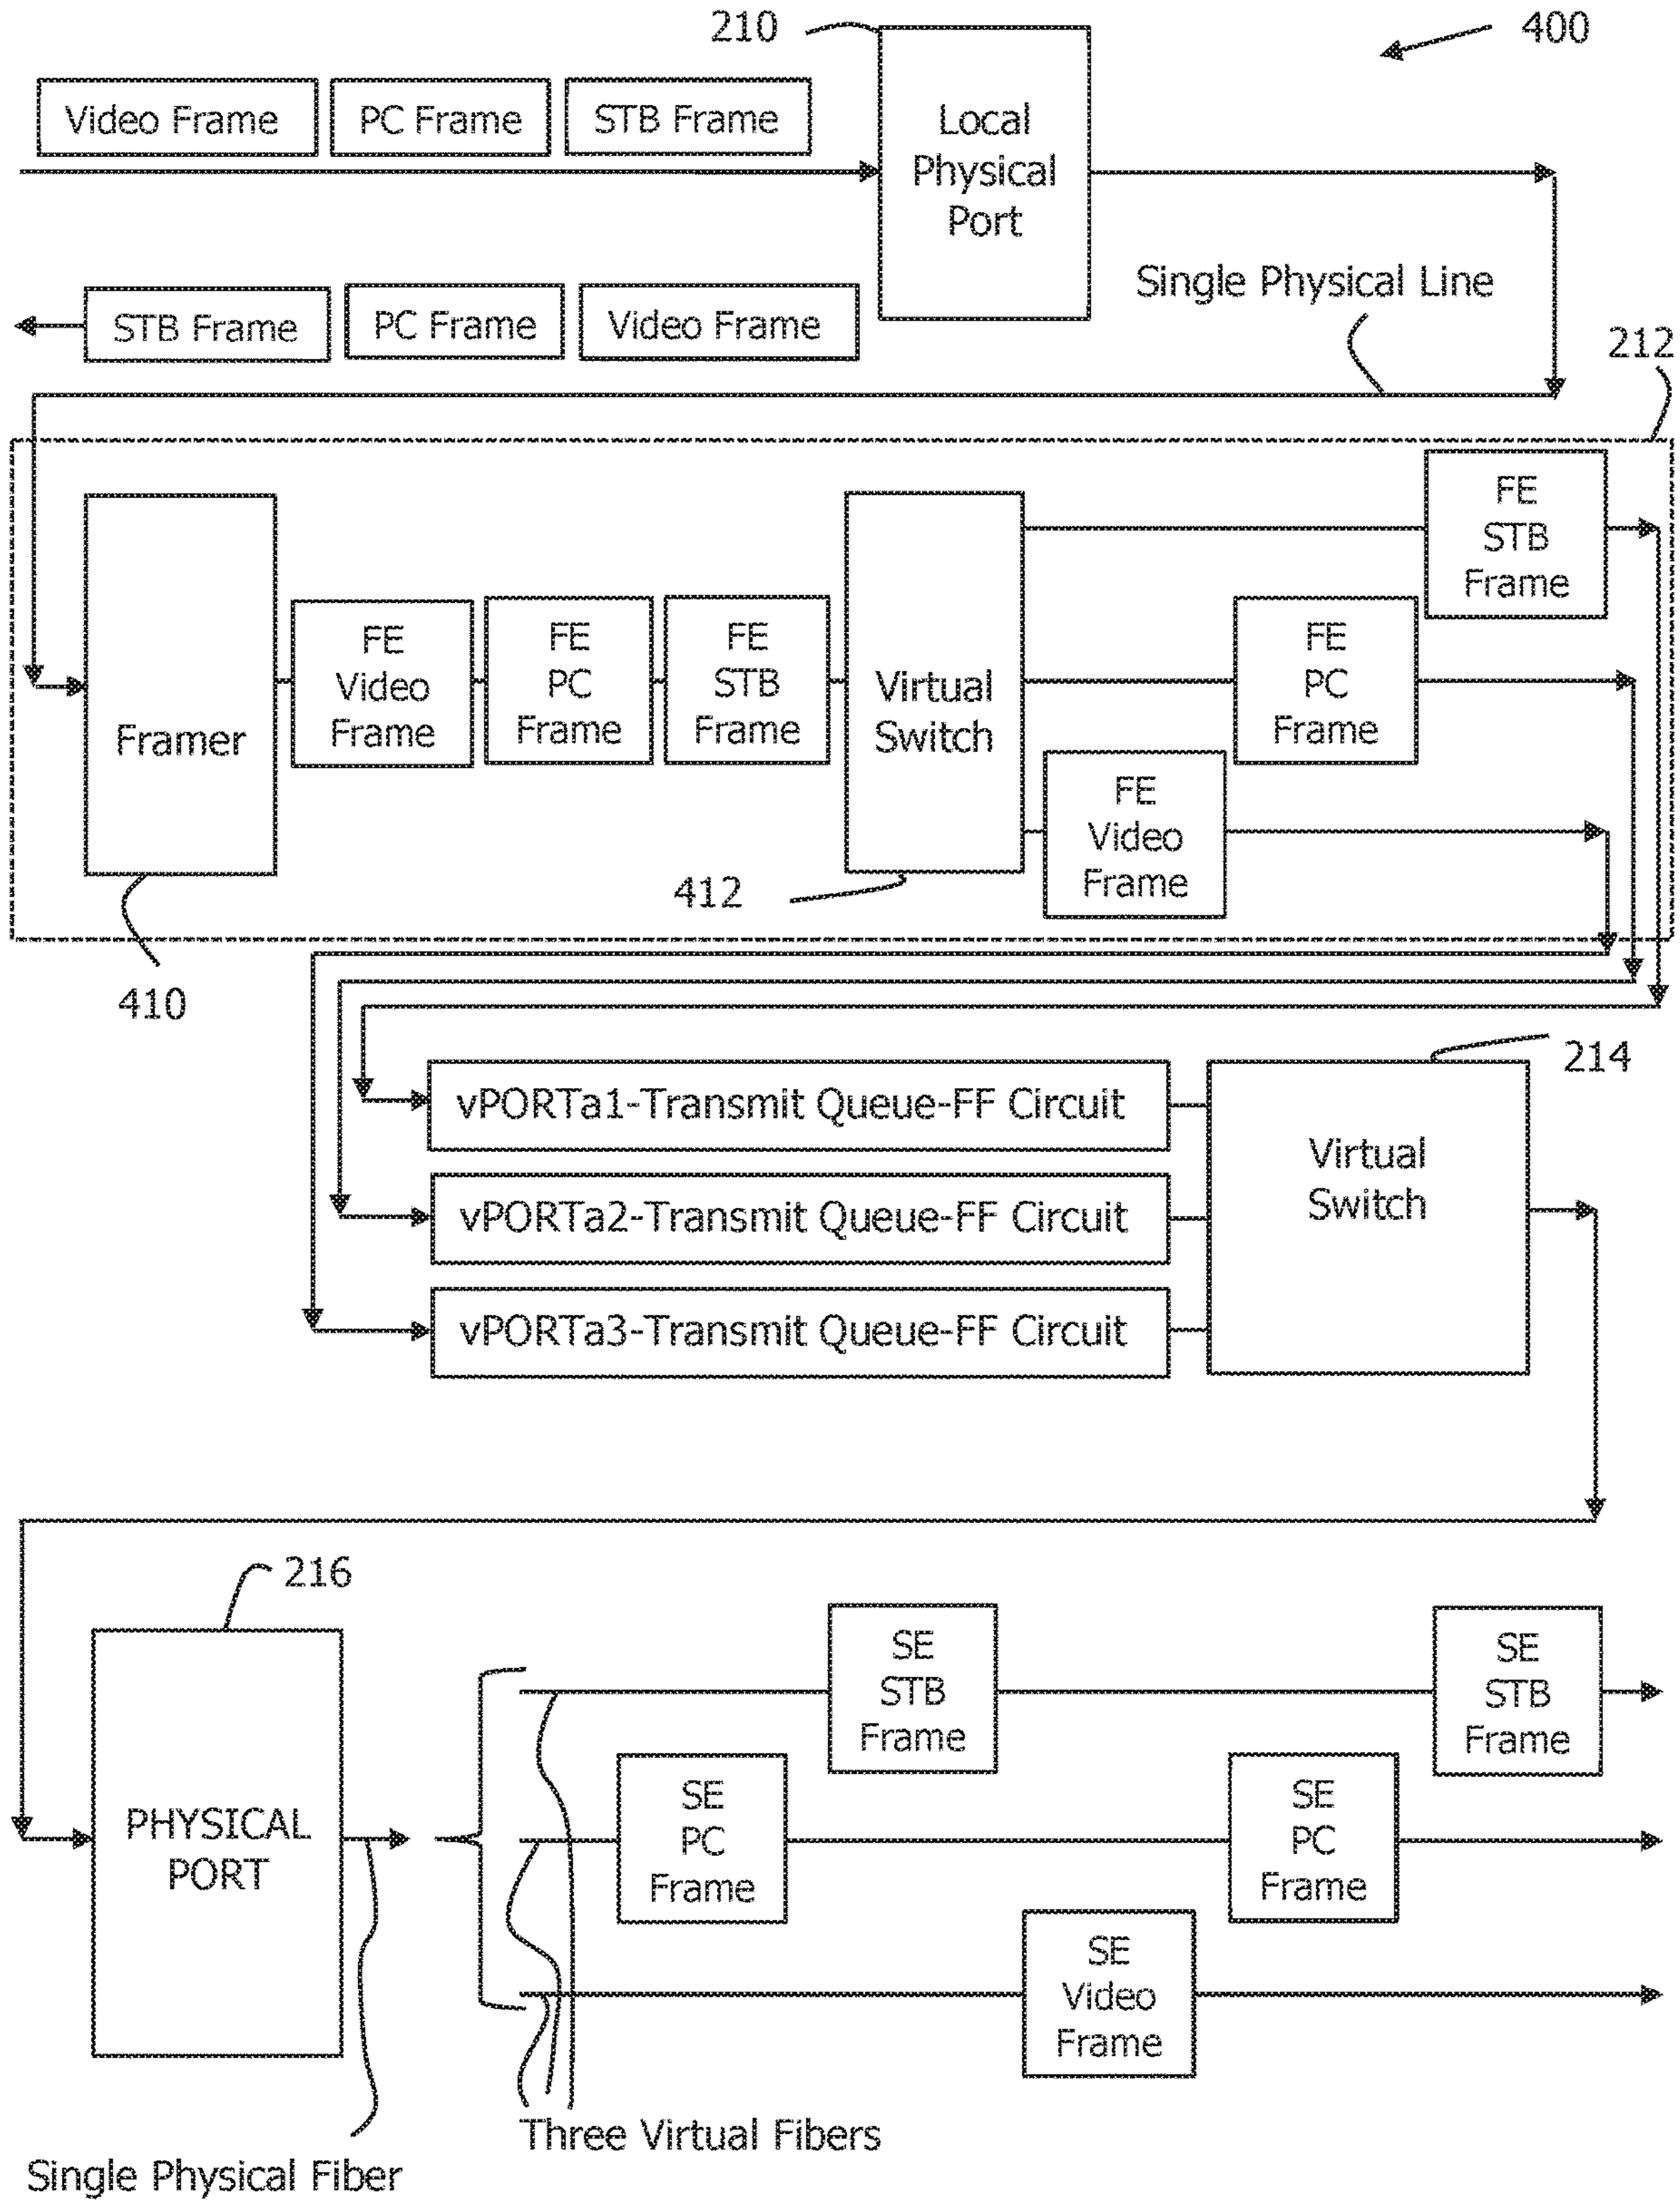 210
400
Video Frame
PC Frame
STB Frame
Local
Physical
Port
Single Physical Line
STB Frame
PC Frame
Video Frame
212
FE
STB
Frame
FE
Video
Frame
FE
PC
Frame
FE
STB
Frame
Virtual
Switch
FE
PC
Frame
Framer
FE
Video
Frame
412
410
214
vPORTa1-Transmit Queue-FF Circuit
vPORTa2-Transmit Queue-FF Circuit
vPORTa3-Transmit Queue-FF Circuit
Virtual
Switch
216
SE
STB
Frame
SE
STB
Frame
PHYSICAL
PORT
SE
PC
Frame
SE
PC
Frame
SE
Video
Frame
Three Virtual Fibers
Single Physical Fiber